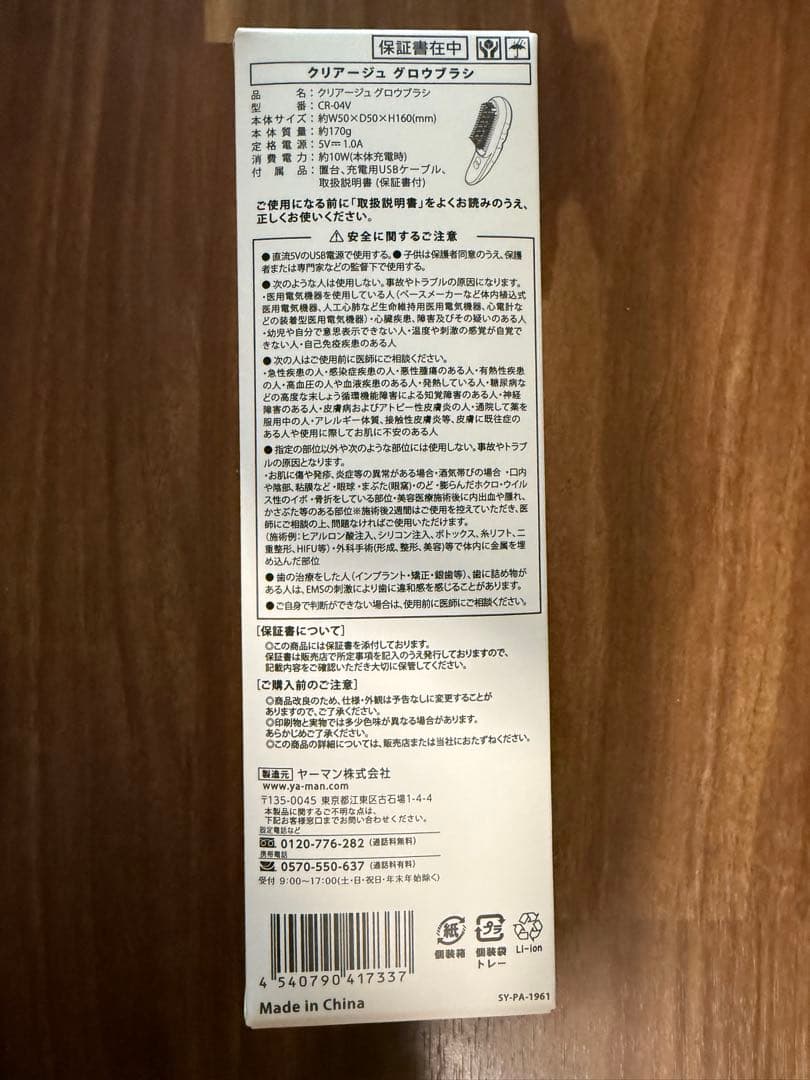 保証書在中
クリアージュ グロウブラシ
品名：クリアージュ グロウブラシ
型番：CR-04V
本体サイズ：約W50×D50×H160(mm)
本体質量：約170g
定格電源：5V⎓1.0A
消費電力：約10W(本体充電時)
付属品：置台、充電用USBケーブル、
取扱説明書 (保証書付)
ご使用になる前に「取扱説明書」をよくお読みのうえ、
正しくお使いください。
⚠安全に関するご注意
●直流5VのUSB電源で使用する。●子供は保護者同意のうえ、保護
者または専門家などの監督下で使用する。
●次のような人は使用しない。事故やトラブルの原因になります。
・医用電気機器を使用している人(ペースメーカーなど体内植込式
医用電気機器、人工心肺など生命維持用医用電気機器、心電計な
どの装着型医用電気機器)・心臓疾患、障害及びその疑いのある人
・幼児や自分で意思表示できない人・温度や刺激の感覚が自覚で
きない人・自己免疫疾患のある人
●次の人はご使用前に医師にご相談ください。
・急性疾患の人・感染症疾患の人・悪性腫瘍のある人・有熱性疾患
の人・高血圧の人や血液疾患のある人・発熱している人・糖尿病な
どの高度な末しょう循環機能障害による知覚障害のある人・神経
障害のある人・皮膚病およびアトピー性皮膚炎の人・通院して薬を
服用中の人・アレルギー体質、接触性皮膚炎等、皮膚に既往症の
ある人や使用に際してお肌に不安のある人
●指定の部位以外や次のような部位には使用しない。事故やトラブ
ルの原因となります。
・お肌に傷や発疹、炎症等の異常がある場合・酒気帯びの場合 ・口内
や陰部、粘膜など・眼球・まぶた(眼窩)・のど・膨らんだホクロ・ウイル
ス性のイボ・骨折をしている部位・美容医療施術後に内出血や腫れ、
かさぶた等のある部位※施術後2週間はご使用を控えていただき、医
師にご相談の上、問題なければご使用いただけます。
(施術例：ヒアルロン酸注入、シリコン注入、ボトックス、糸リフト、二
重整形、HIFU等)・外科手術(形成、整形、美容)等で体内に金属を埋
め込んだ部位
●歯の治療をした人(インプラント・矯正・銀歯等)、歯に詰め物が
ある人は、EMSの刺激により歯に違和感を感じることがあります。
●ご自身で判断ができない場合は、使用前に医師にご相談ください。
[保証書について]
◎この商品には保証書を添付しております。
保証書は販売店で所定事項を記入のうえ発行しておりますので、
記載内容をご確認いただき大切に保管してください。
[ご購入前のご注意]
◎商品改良のため、仕様・外観は予告なしに変更することが
ありますので、ご了承ください。
◎印刷物と実物では多少色味が異なる場合があります。
あらかじめご了承ください。
◎この商品の詳細については、販売店または当社におたずねください。
製造元 ヤーマン株式会社
www.ya-man.com
〒135-0045 東京都江東区古石場1-4-4
本製品に関するご不明な点は、
下記お客様窓口までお問い合わせください。
固定電話など
0120-776-282 (通話料無料)
携帯電話
0570-550-637 (通話料有料)
受付 9:00〜17:00(土・日・祝日・年末年始除く)
紙 プラ
個装箱 個装袋 Li-ion
トレー
4 540790 417337
Made in China
SY-PA-1961